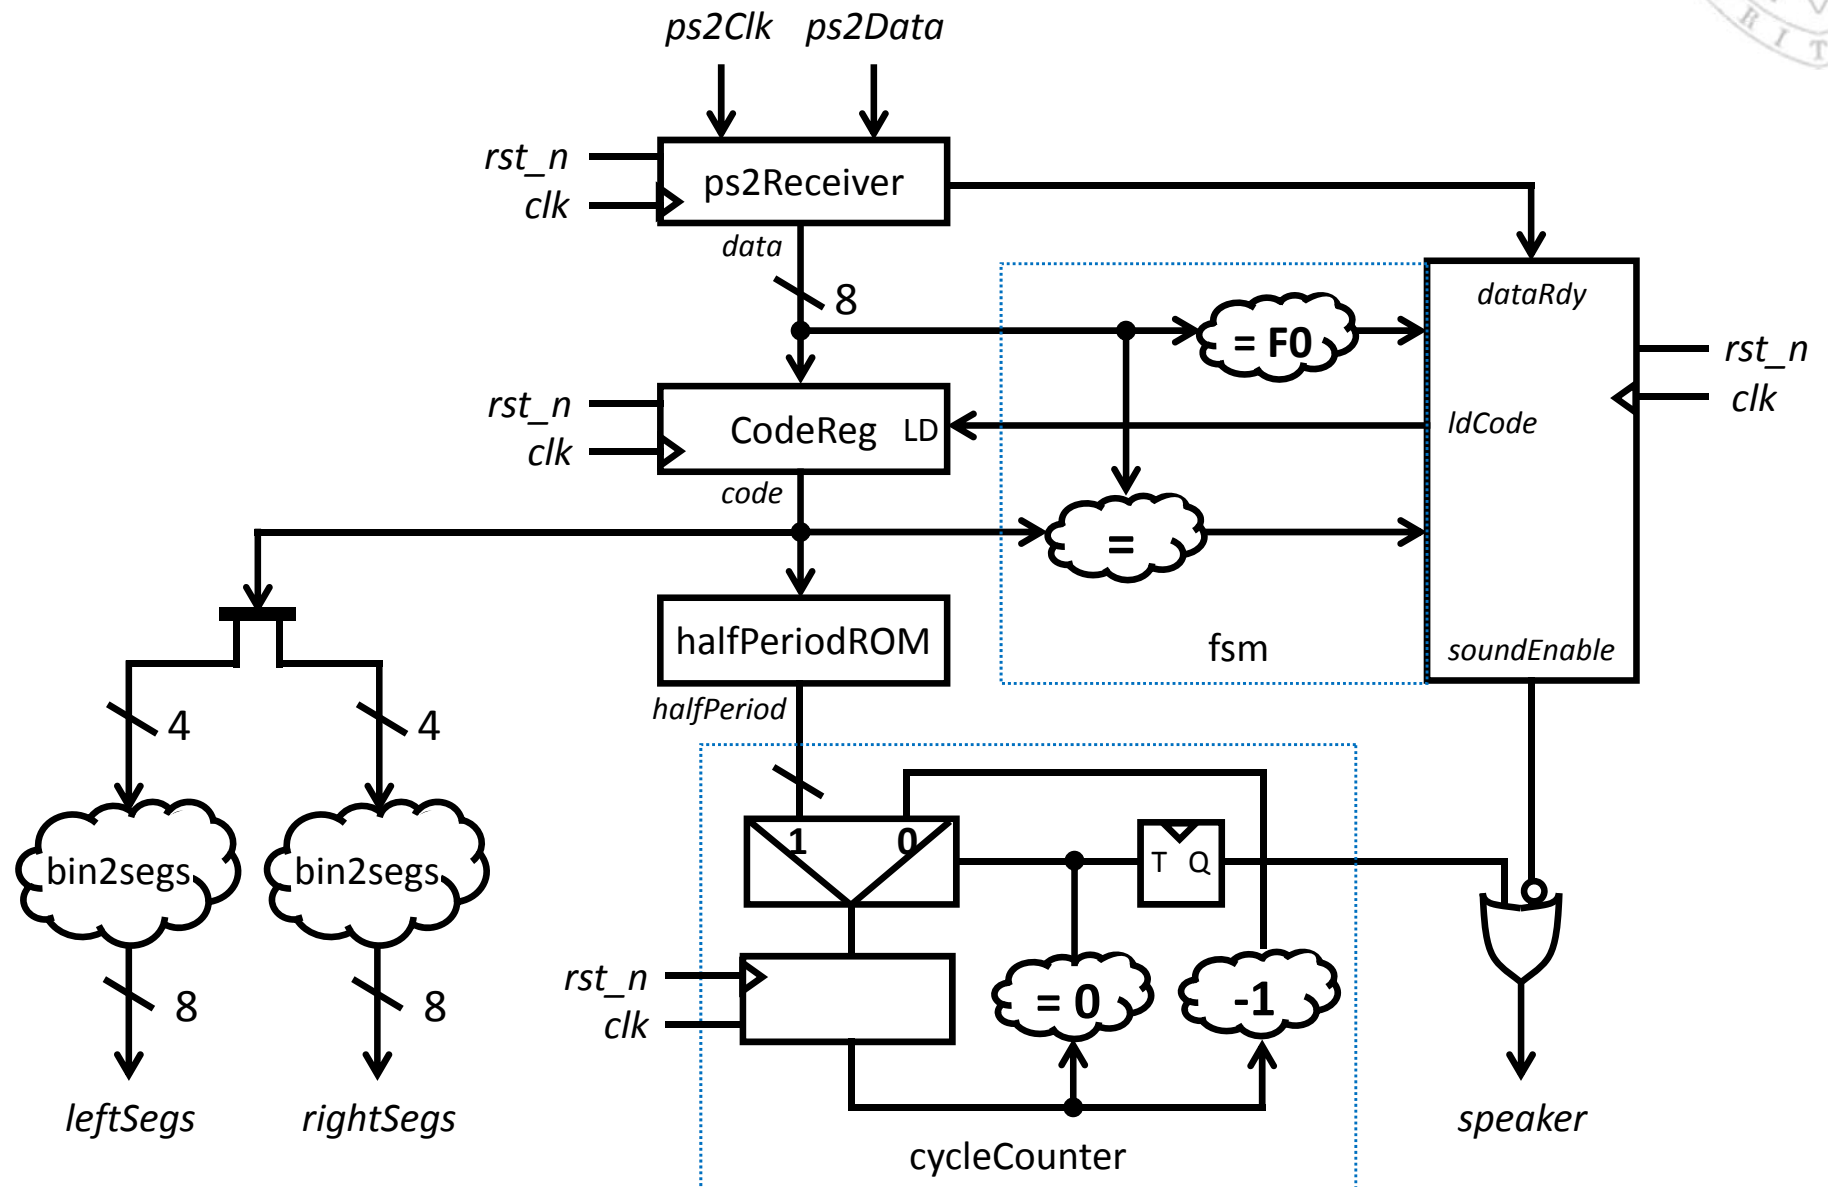 ps2Clk ps2Data
R I T
rst_n
clk
ps2Receiver
data
8
dataRdy
= F0
rst_n
clk
rst_n
clk
CodeReg LD
ldCode
code
=
halfPeriodROM
fsm
soundEnable
halfPeriod
4
4
1 0
T Q
bin2segs
bin2segs
rst_n
clk
= 0
-1
8
8
leftSegs
rightSegs
speaker
cycleCounter